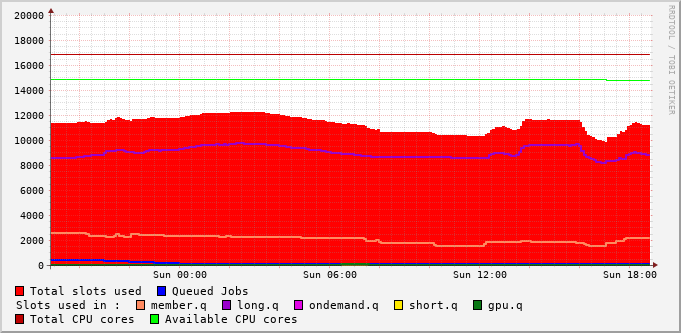 RRDTOOL / TOBI OETIKER
20000
18000
16000
14000
12000
10000
8000
6000
4000
2000
0
Sun 00:00 Sun 06:00 Sun 12:00 Sun 18:00
Total slots used Queued Jobs
Slots used in : member.q long.q ondemand.q short.q gpu.q
Total CPU cores Available CPU cores